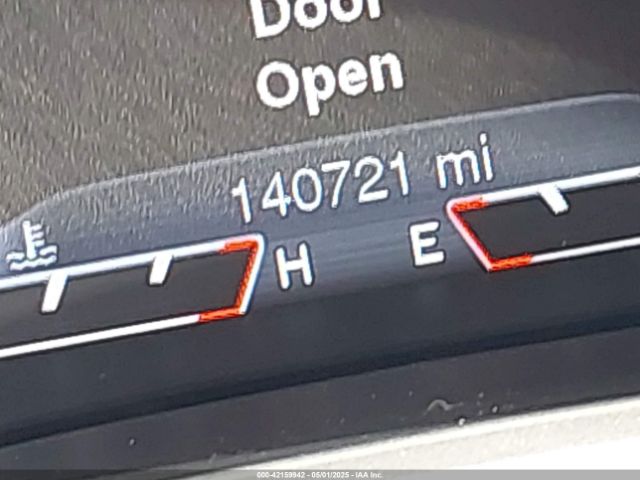 Door
Open
140721 mi
H
E
000-42159942 - 05/01/2025 - IAA Inc.